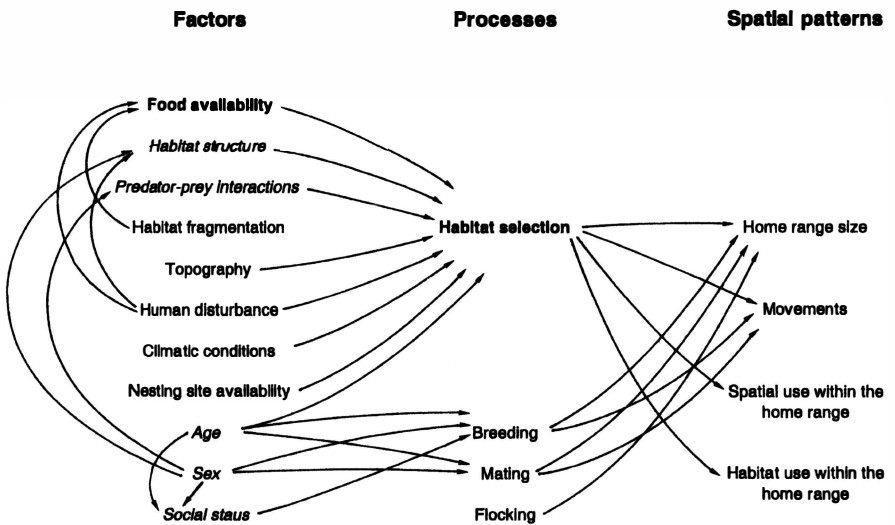 Factors Processes Spatial patterns
Food availability
Habitat structure
Predator-prey interactions
Habitat fragmentation Habitat selection Home range size
Topography
Human disturbance Movements
Climatic conditions
Nesting site availability Spatial use within the
home range
Age Breeding
Sex Mating Habitat use within the
home range
Social staus Flocking